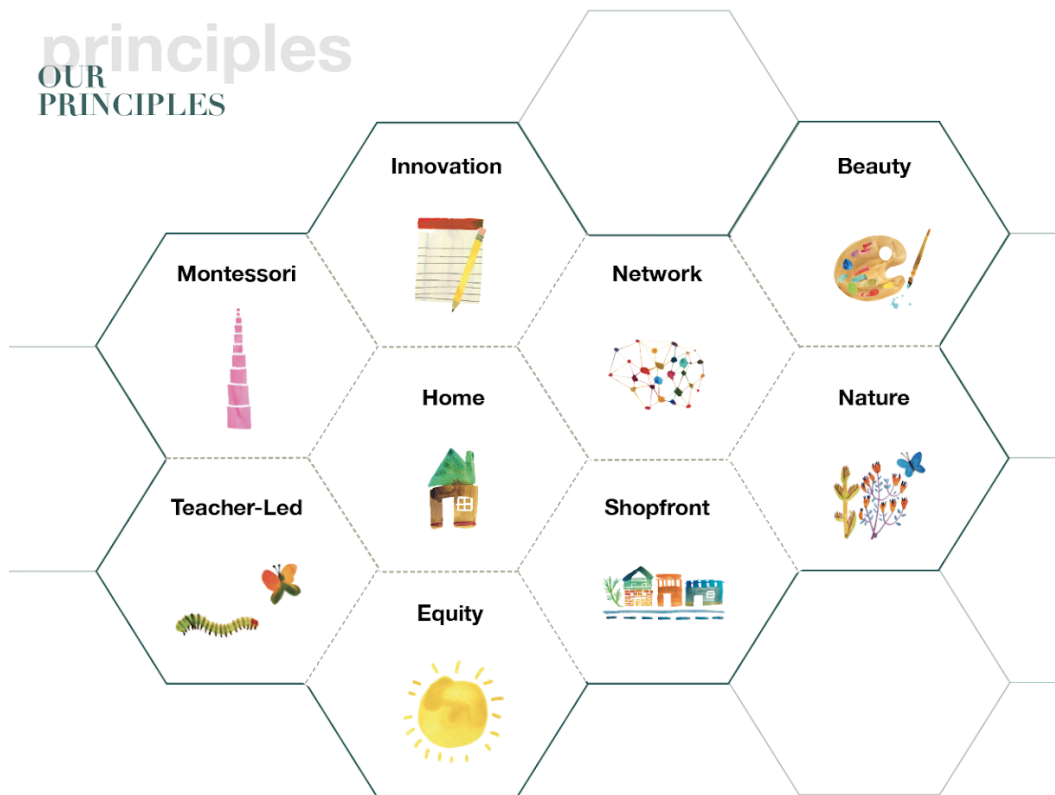 principles
OUR
PRINCIPLES
Innovation
Beauty
Montessori
Network
Home
Nature
Teacher-Led
Shopfront
Equity